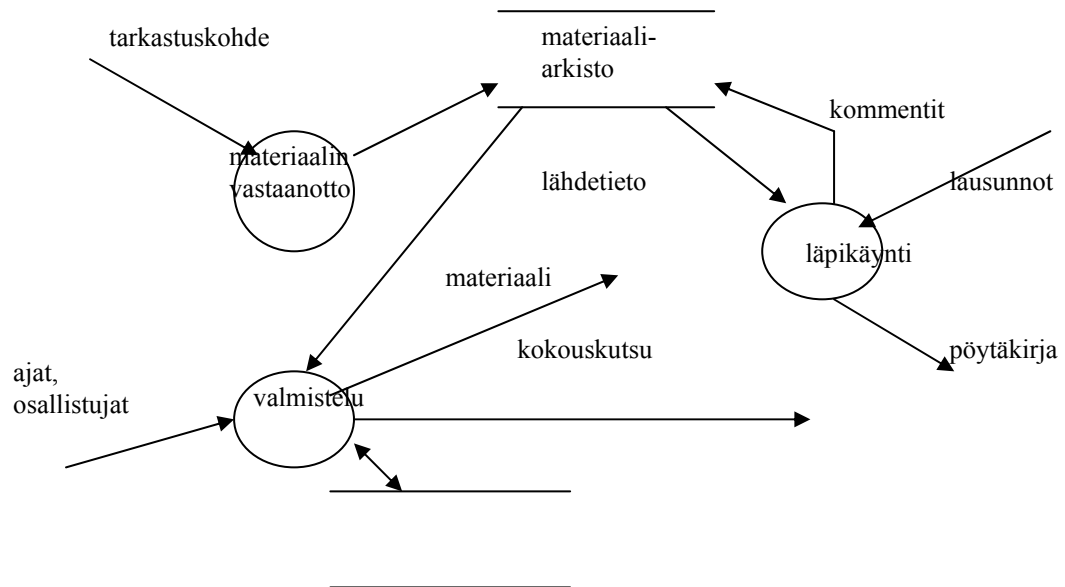 tarkastuskohde
materiaali-
arkisto
kommentit
materiaalin
vastaanotto
lähdetieto
lausunnot
läpikäynti
materiaali
kokouskutsu
pöytäkirja
ajat,
osallistujat
valmistelu